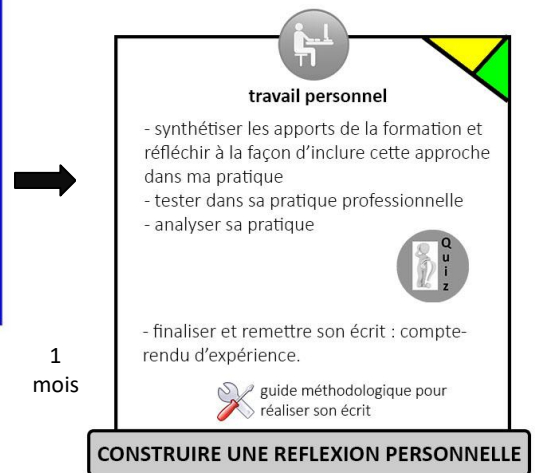 travail personnel
- synthétiser les apports de la formation et
réfléchir à la façon d'inclure cette approche
dans ma pratique
- tester dans sa pratique professionnelle
- analyser sa pratique
Quiz
- finaliser et remettre son écrit : compte-
rendu d'expérience.
1
mois
guide méthodologique pour
réaliser son écrit
CONSTRUIRE UNE REFLEXION PERSONNELLE